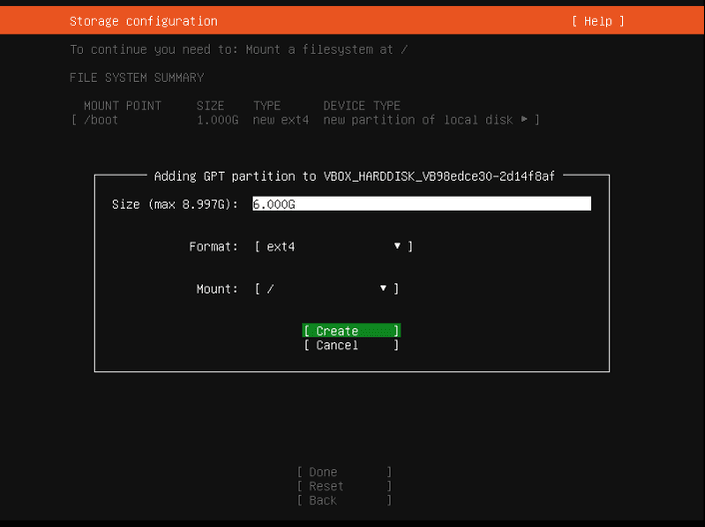 Storage configuration [ Help ]
To continue you need to: Mount a filesystem at /
FILE SYSTEM SUMMARY
MOUNT POINT SIZE TYPE DEVICE TYPE
[ /boot 1.000G new ext4 new partition of local disk ▸ ]
Adding GPT partition to VBOX_HARDDISK_VB98edce30-2d14f8af
Size (max 8.997G): 6.000G
Format: [ ext4 ▾ ]
Mount: [ / ▾ ]
[ Create ]
[ Cancel ]
[ Done ]
[ Reset ]
[ Back ]